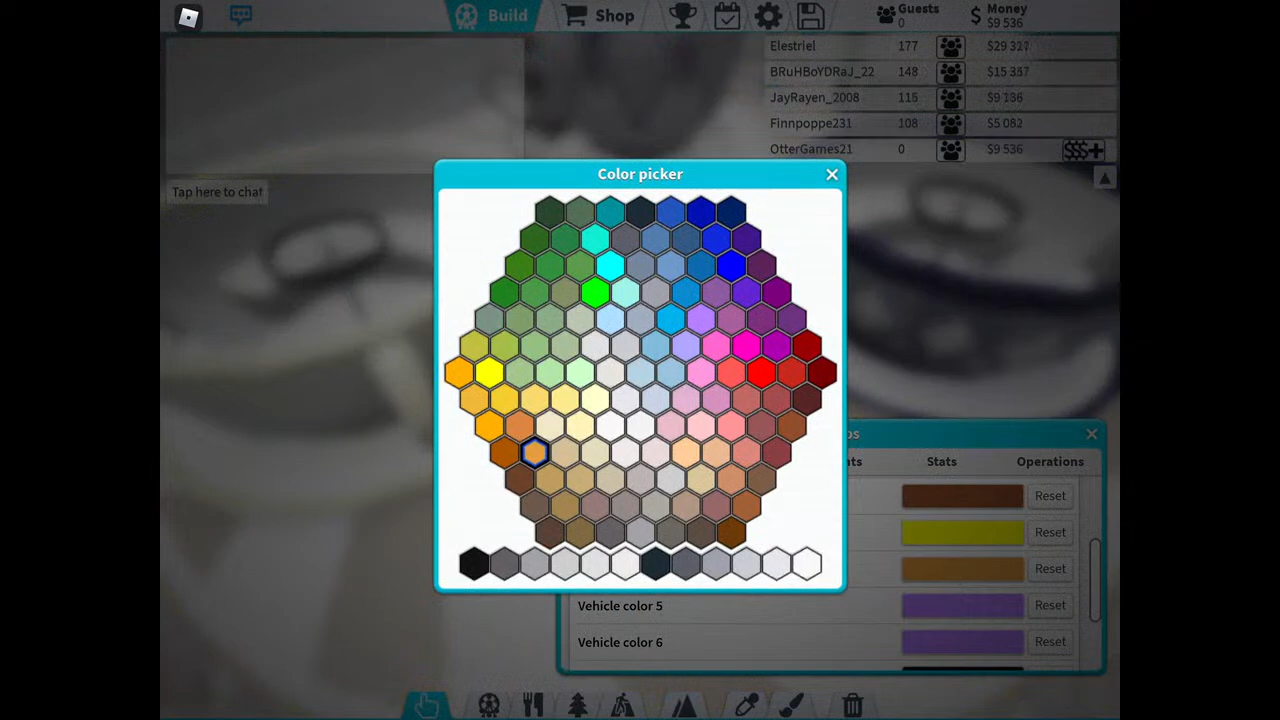 Build
Shop
Guests
0
Money
$9 536
Elestriel 177 $29 327
BRuHBoYDRaJ_22 148 $15 357
JayRayen_2008 115 $9 136
Finnpoppe231 108 $5 082
OtterGames21 0 $9 536 $$$+
Tap here to chat
Color picker
Stats Operations
Reset
Reset
Reset
Vehicle color 5 Reset
Vehicle color 6 Reset